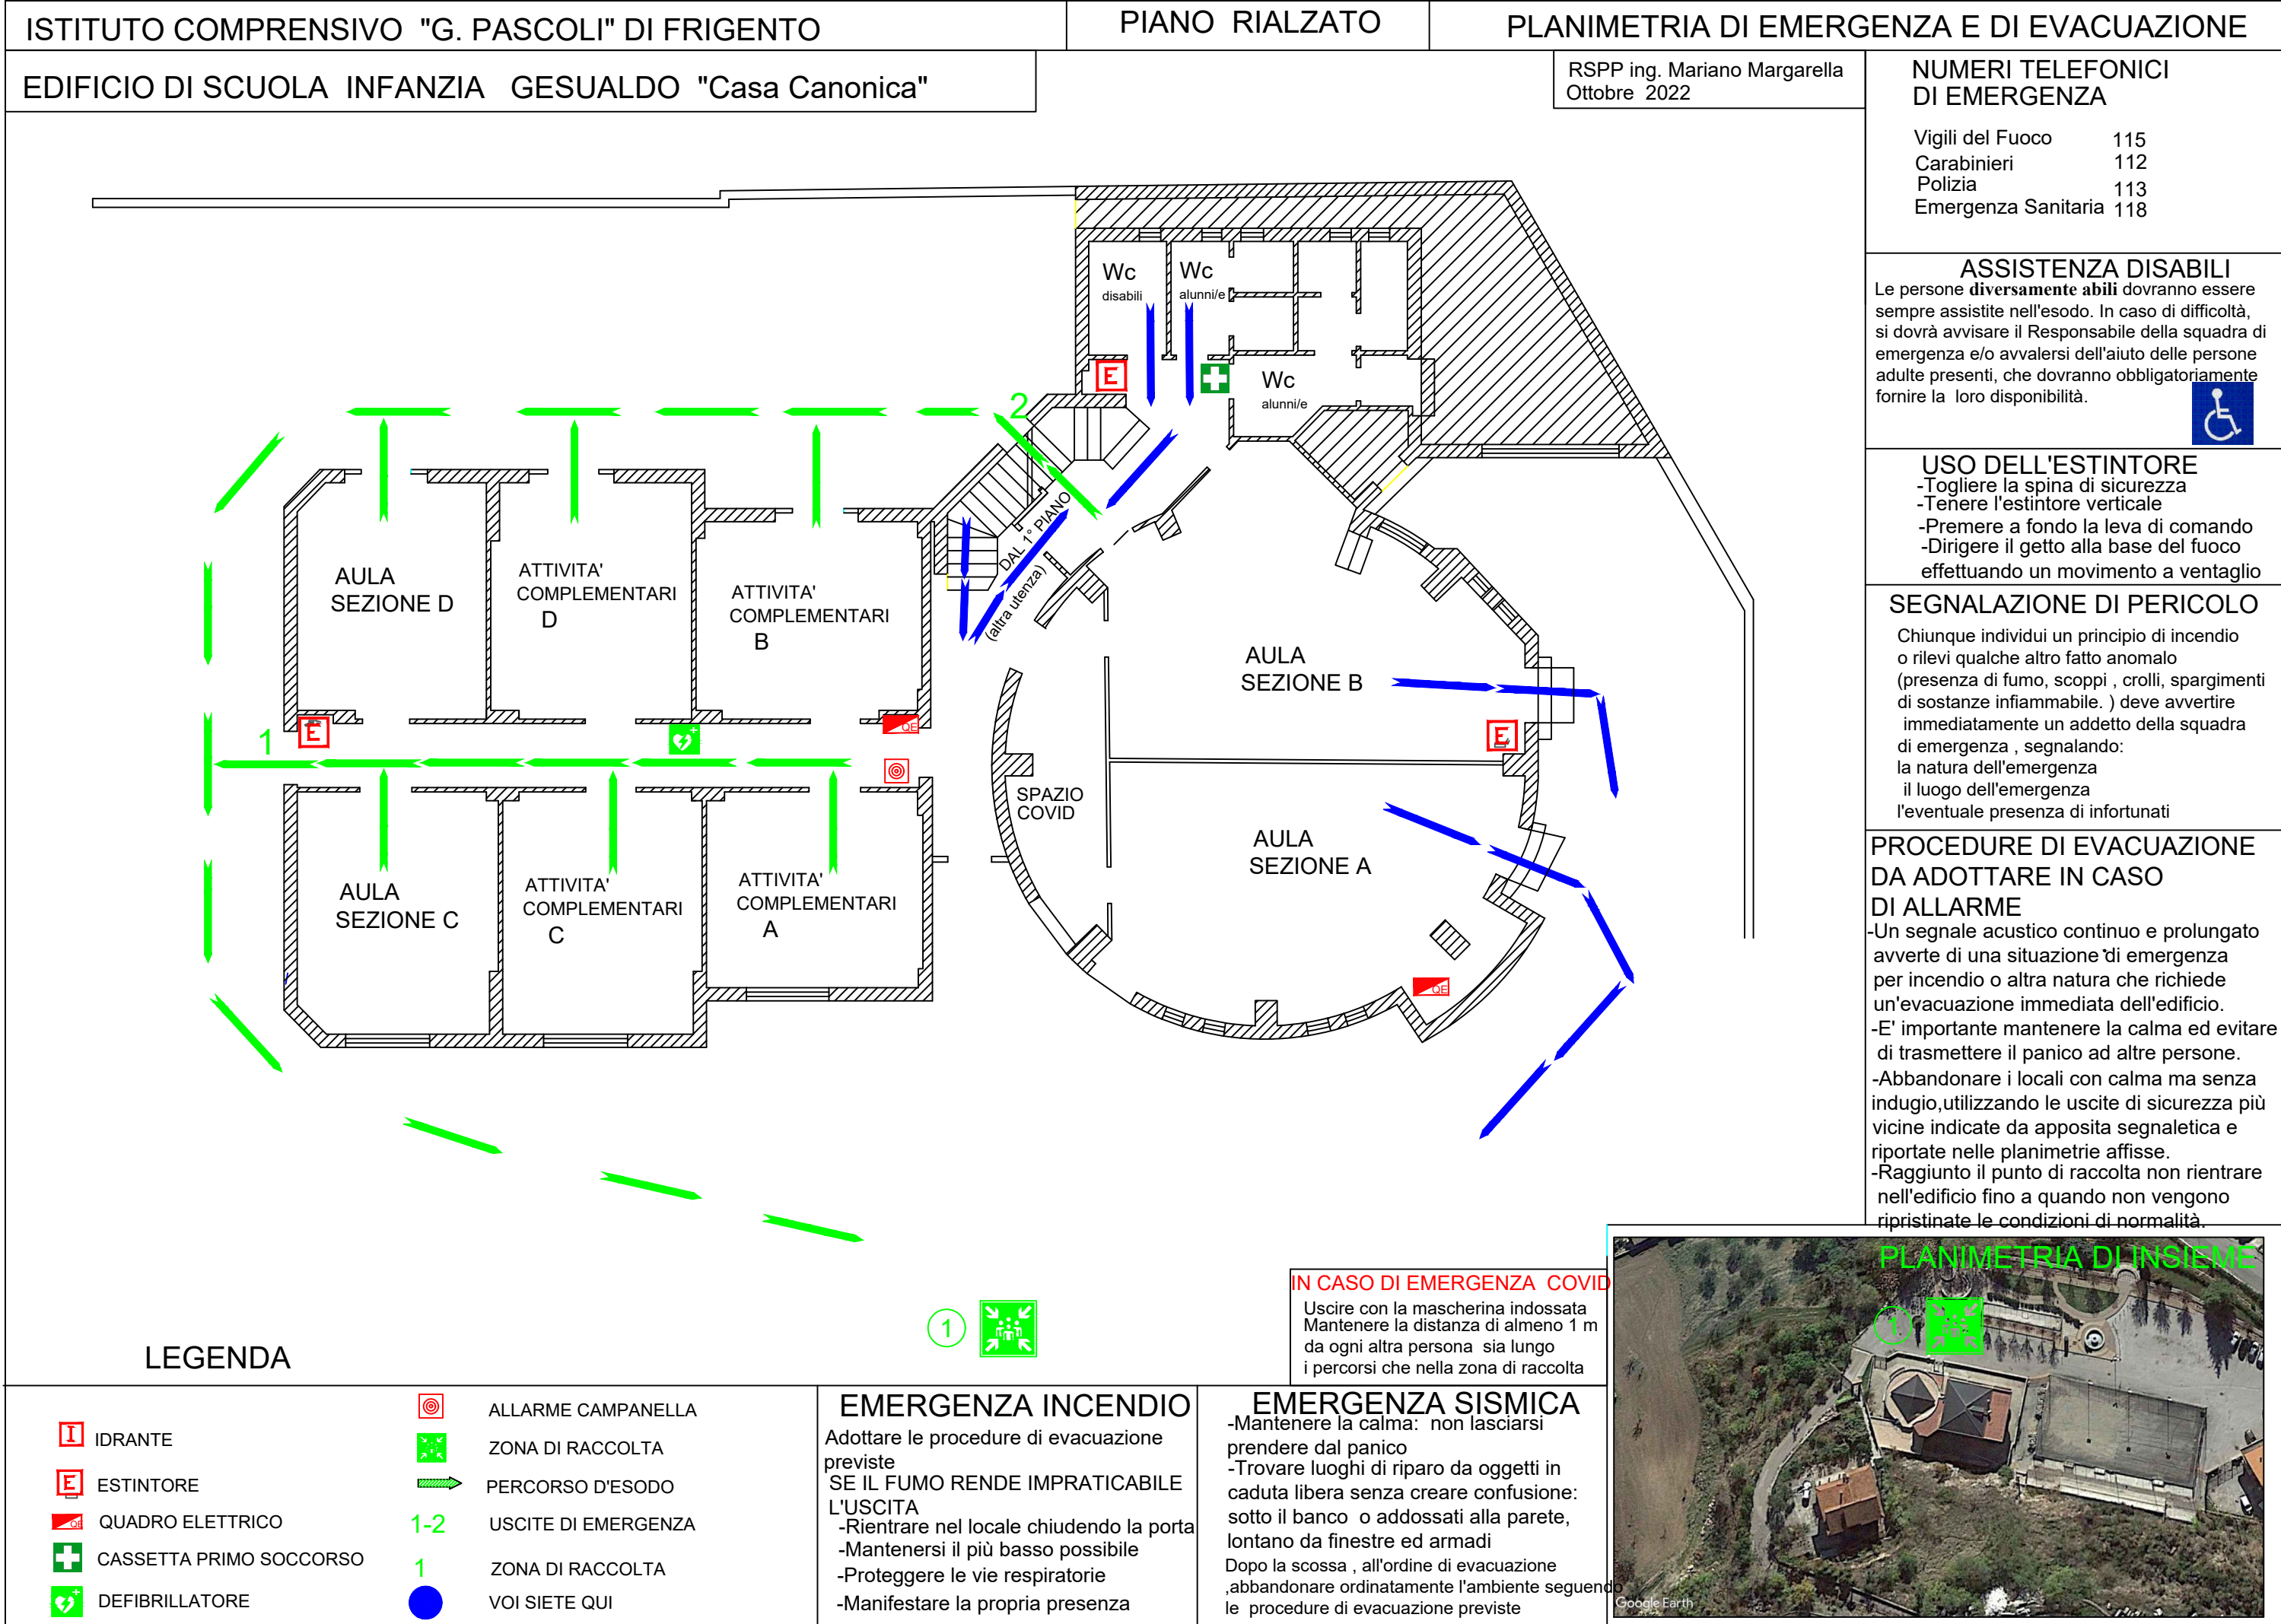 ISTITUTO COMPRENSIVO "G. PASCOLI" DI FRIGENTO
PIANO RIALZATO
PLANIMETRIA DI EMERGENZA E DI EVACUAZIONE
EDIFICIO DI SCUOLA INFANZIA GESUALDO "Casa Canonica"
RSPP ing. Mariano Margarella
Ottobre 2022
NUMERI TELEFONICI
DI EMERGENZA
Vigili del Fuoco 115
Carabinieri 112
Polizia 113
Emergenza Sanitaria 118
ASSISTENZA DISABILI
Le persone diversamente abili dovranno essere
sempre assistite nell'esodo. In caso di difficoltà,
si dovrà avvisare il Responsabile della squadra di
emergenza e/o avvalersi dell'aiuto delle persone
adulte presenti, che dovranno obbligatoriamente
fornire la loro disponibilità.
USO DELL'ESTINTORE
-Togliere la spina di sicurezza
-Tenere l'estintore verticale
-Premere a fondo la leva di comando
-Dirigere il getto alla base del fuoco
effettuando un movimento a ventaglio
SEGNALAZIONE DI PERICOLO
Chiunque individui un principio di incendio
o rilevi qualche altro fatto anomalo
(presenza di fumo, scoppi , crolli, spargimenti
di sostanze infiammabile. ) deve avvertire
immediatamente un addetto della squadra
di emergenza , segnalando:
la natura dell'emergenza
il luogo dell'emergenza
l'eventuale presenza di infortunati
PROCEDURE DI EVACUAZIONE
DA ADOTTARE IN CASO
DI ALLARME
-Un segnale acustico continuo e prolungato
avverte di una situazione di emergenza
per incendio o altra natura che richiede
un'evacuazione immediata dell'edificio.
-E' importante mantenere la calma ed evitare
di trasmettere il panico ad altre persone.
-Abbandonare i locali con calma ma senza
indugio,utilizzando le uscite di sicurezza più
vicine indicate da apposita segnaletica e
riportate nelle planimetrie affisse.
-Raggiunto il punto di raccolta non rientrare
nell'edificio fino a quando non vengono
ripristinate le condizioni di normalità.
Wc
disabili
Wc
alunni/e
E
Wc
alunni/e
2
DAL 1° PIANO
(altra utenza)
AULA
SEZIONE D
ATTIVITA'
COMPLEMENTARI
D
ATTIVITA'
COMPLEMENTARI
B
AULA
SEZIONE B
1
E
QE
E
SPAZIO
COVID
AULA
SEZIONE A
AULA
SEZIONE C
ATTIVITA'
COMPLEMENTARI
C
ATTIVITA'
COMPLEMENTARI
A
QE
1
IN CASO DI EMERGENZA COVID
Uscire con la mascherina indossata
Mantenere la distanza di almeno 1 m
da ogni altra persona sia lungo
i percorsi che nella zona di raccolta
PLANIMETRIA DI INSIEME
1
Google Earth
LEGENDA
I IDRANTE
E ESTINTORE
QE QUADRO ELETTRICO
CASSETTA PRIMO SOCCORSO
DEFIBRILLATORE
ALLARME CAMPANELLA
ZONA DI RACCOLTA
PERCORSO D'ESODO
1-2 USCITE DI EMERGENZA
1 ZONA DI RACCOLTA
VOI SIETE QUI
EMERGENZA INCENDIO
Adottare le procedure di evacuazione
previste
SE IL FUMO RENDE IMPRATICABILE
L'USCITA
-Rientrare nel locale chiudendo la porta
-Mantenersi il più basso possibile
-Proteggere le vie respiratorie
-Manifestare la propria presenza
EMERGENZA SISMICA
-Mantenere la calma: non lasciarsi
prendere dal panico
-Trovare luoghi di riparo da oggetti in
caduta libera senza creare confusione:
sotto il banco o addossati alla parete,
lontano da finestre ed armadi
Dopo la scossa , all'ordine di evacuazione
,abbandonare ordinatamente l'ambiente seguendo
le procedure di evacuazione previste